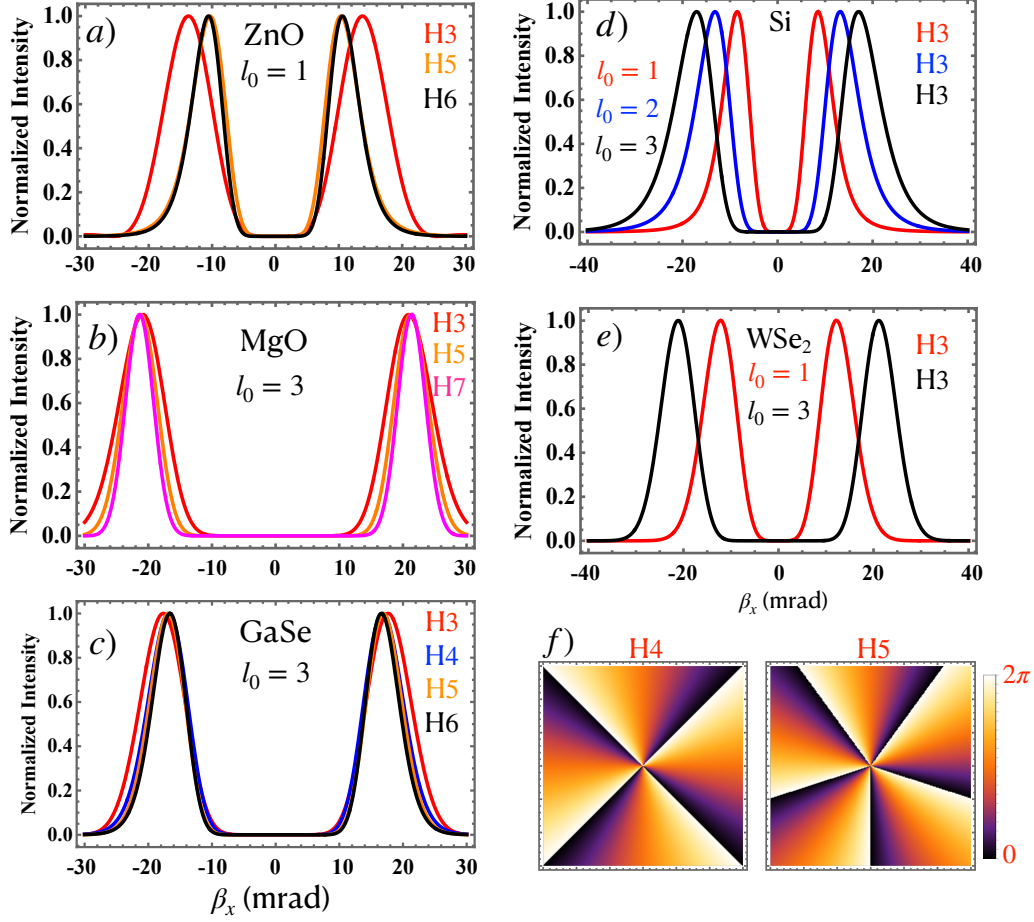 a)
ZnO
l₀ = 1
H3
H5
H6
Normalized Intensity
1.0
0.8
0.6
0.4
0.2
0.0
-30 -20 -10 0 10 20 30
b)
MgO
l₀ = 3
H3
H5
H7
Normalized Intensity
1.0
0.8
0.6
0.4
0.2
0.0
-30 -20 -10 0 10 20 30
c)
GaSe
l₀ = 3
H3
H4
H5
H6
Normalized Intensity
1.0
0.8
0.6
0.4
0.2
0.0
-30 -20 -10 0 10 20 30
βₓ (mrad)
d)
Si
l₀ = 1
l₀ = 2
l₀ = 3
H3
H3
H3
Normalized Intensity
1.0
0.8
0.6
0.4
0.2
0.0
-40 -20 0 20 40
e)
WSe₂
l₀ = 1
l₀ = 3
H3
H3
Normalized Intensity
1.0
0.8
0.6
0.4
0.2
0.0
-40 -20 0 20 40
βₓ (mrad)
f)
H4
H5
2π
0